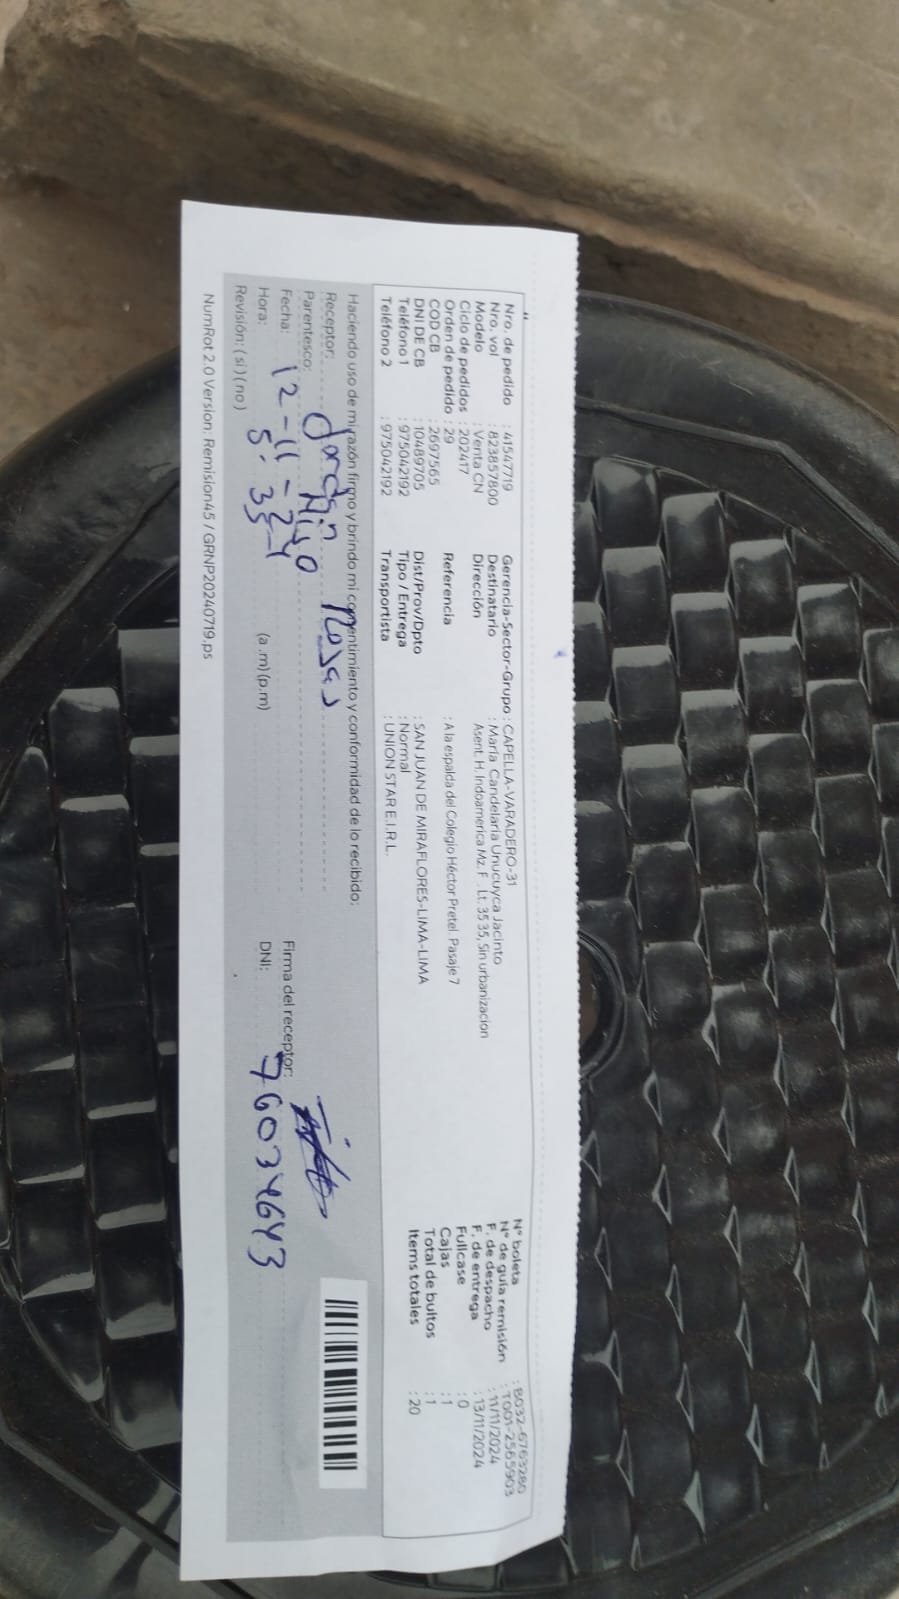 Nro. de pedido : 41547719
Nro. vol : 823857800
Modelo : Venta CN
Ciclo de pedidos : 202417
Orden de pedido : 29
COD CB : 2697565
DNI DE CB : 10489705
Teléfono 1 : 975042192
Teléfono 2 : 975042192
Gerencia-Sector-Grupo : CAPELLA-VARADERO-31
Destinatario : María Candelaria Unucuyca Jacinto
Dirección Asent. H. Indoamerica Mz. F . Lt. 35 35, Sin urbanizacion
Referencia : A la espalda del Colegio Héctor Pretel. Pasaje 7
Dist/Prov/Dpto : SAN JUAN DE MIRAFLORES-LIMA-LIMA
Tipo / Entrega : Normal
Transportista : UNION STAR E.I.R.L.
N° boleta : B032-6763280
N° de guía remisión : T001-2565903
F. de despacho : 11/11/2024
F. de entrega : 13/11/2024
Fullcase : 0
Cajas : 1
Total de bultos : 1
Items totales : 20
Haciendo uso de mi razón firmo y brindo mi consentimiento y conformidad de lo recibido:
Receptor: Jordan Rosas
Parentesco: Hijo
Fecha: 12-11-24
Hora: 5:33 (a.m)(p.m)
Revisión: (si) (no)
Firma del receptor:
DNI: 76034643
NumRot 2.0 Version: Remision45 / GRNP20240719.ps